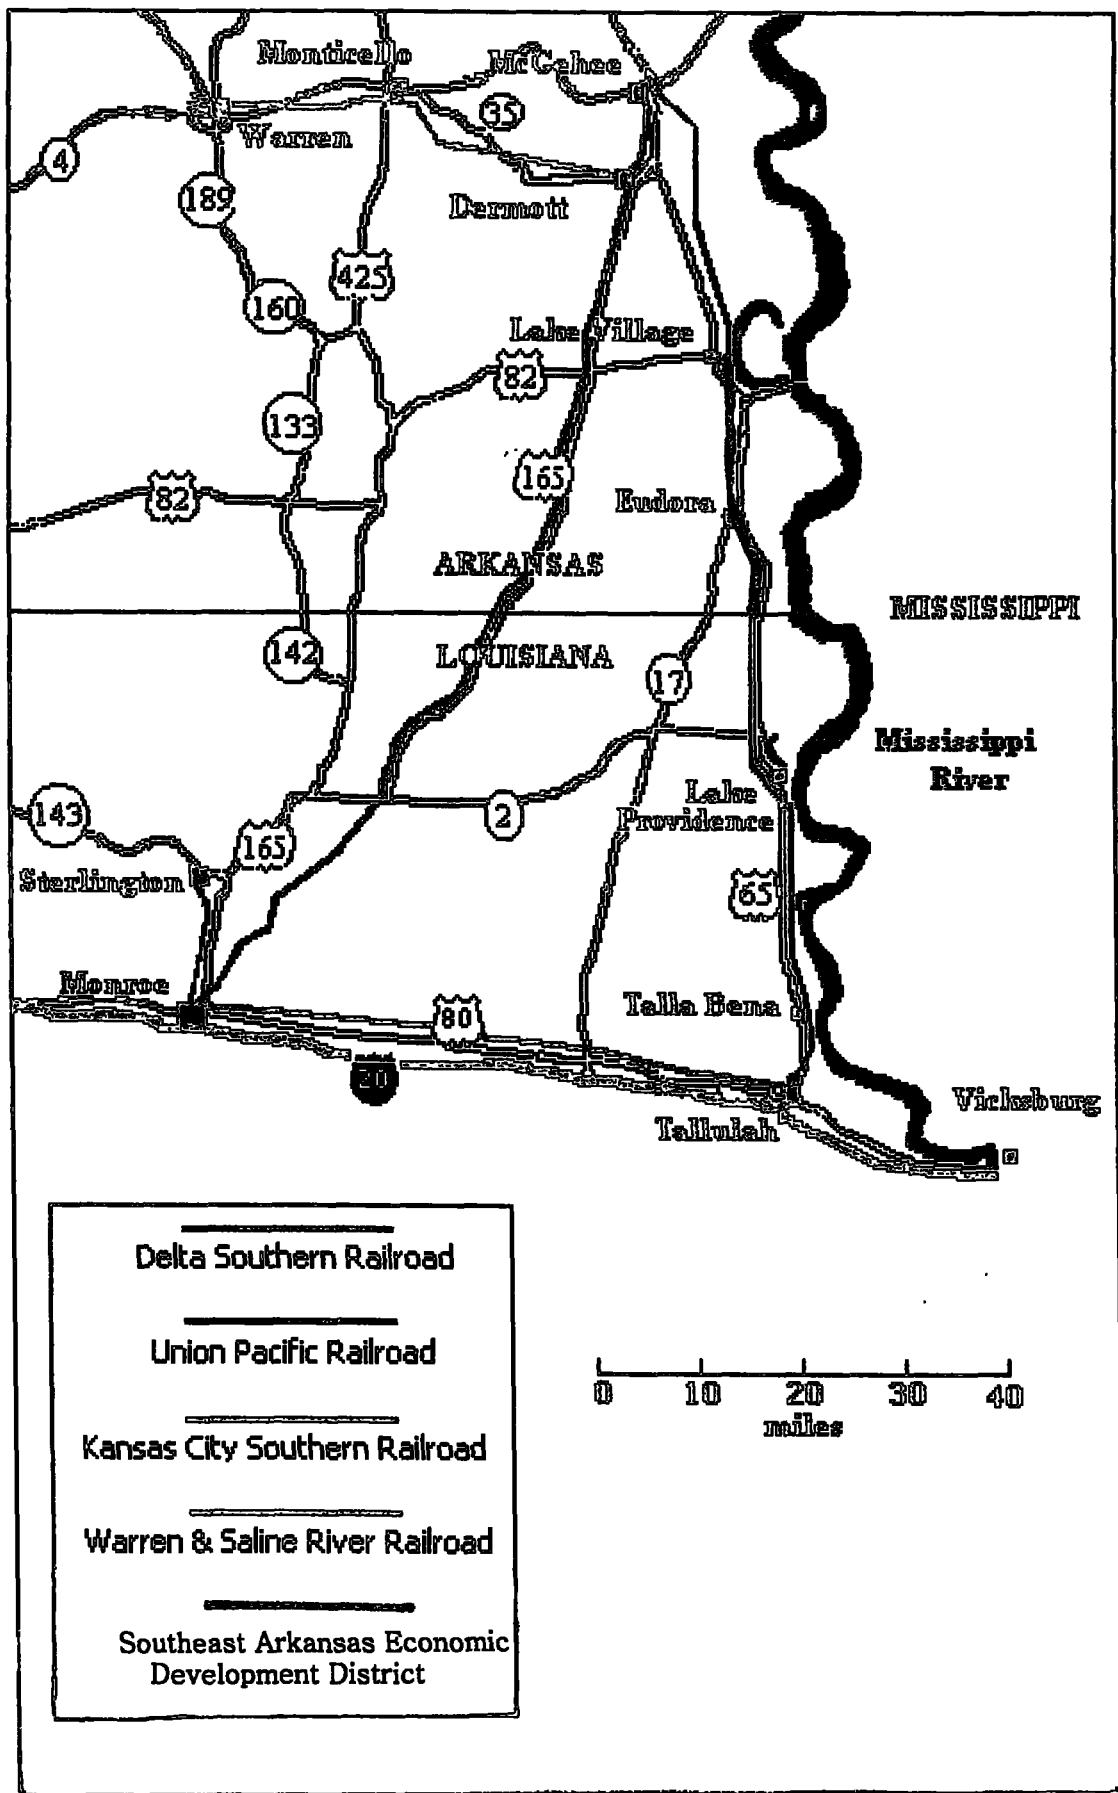 Monticello
McGehee
35
Warren
4
189
Dermott
425
160
Lake Village
82
133
165
82
Eudora
ARKANSAS
MISSISSIPPI
LOUISIANA
142
17
Mississippi
River
Lake
Providence
143
2
165
Sterlington
65
Monroe
Talla Bena
80
20
Vicksburg
Tallulah
Delta Southern Railroad
Union Pacific Railroad
Kansas City Southern Railroad
Warren & Saline River Railroad
Southeast Arkansas Economic
Development District
0 10 20 30 40
miles